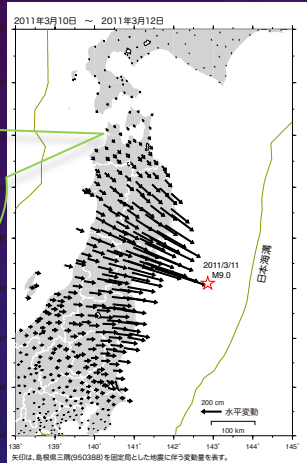 2011年3月10日 ～ 2011年3月12日
2011/3/11
M9.0
日本海溝
200 cm
水平変動
100 km
138° 139° 140° 141° 142° 143° 144° 145°
矢印は、島根県三隅(950388)を固定局とした地震に伴う変動量を表す。